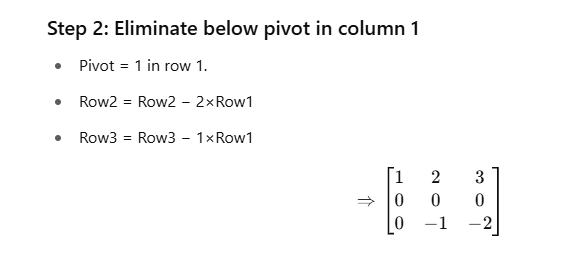 Step 2: Eliminate below pivot in column 1
• Pivot = 1 in row 1.
• Row2 = Row2 − 2×Row1
• Row3 = Row3 − 1×Row1
1 2 3
⇒ 0 0 0
0 −1 −2